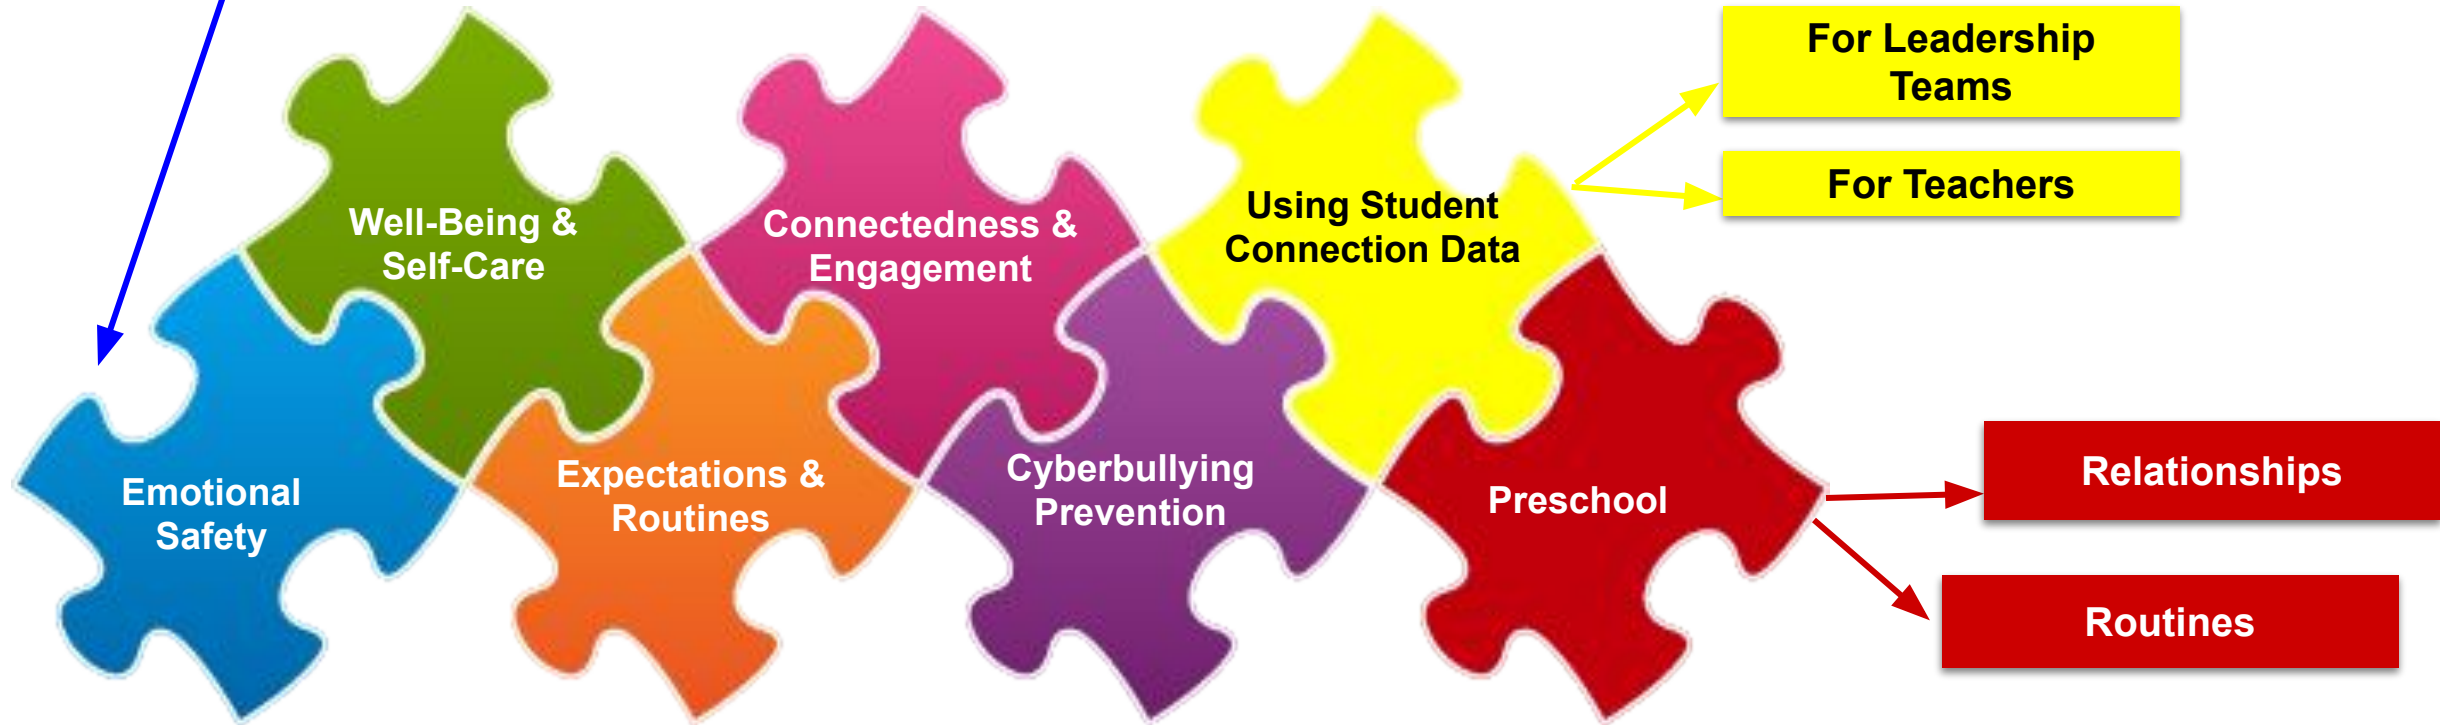 For Leadership
Teams
For Teachers
Well-Being &
Self-Care
Connectedness &
Engagement
Using Student
Connection Data
Emotional
Safety
Expectations &
Routines
Cyberbullying
Prevention
Preschool
Relationships
Routines